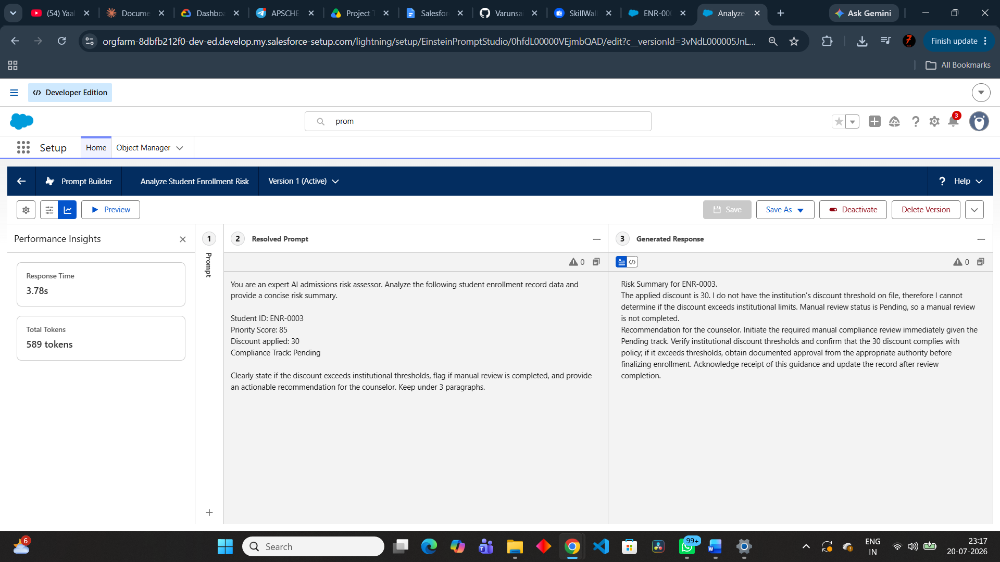 (54) Yaal
Docume
Dashbo
APSCHE
Project T
Salesfor
Varunsa
SkillWall
ENR-000
Analyze
Ask Gemini
orgfarm-8dbfb212f0-dev-ed.develop.my.salesforce-setup.com/lightning/setup/EinsteinPromptStudio/0hfdL00000VEjmbQAD/edit?c__versionId=3vNdL000005JnL...
Finish update
All Bookmarks
Developer Edition
prom
3
Setup
Home
Object Manager
Prompt Builder
Analyze Student Enrollment Risk
Version 1 (Active)
? Help
Preview
Save
Save As
Deactivate
Delete Version
Performance Insights
Response Time
3.78s
Total Tokens
589 tokens
1
Prompt
2 Resolved Prompt
0
You are an expert AI admissions risk assessor. Analyze the following student enrollment record data and
provide a concise risk summary.
Student ID: ENR-0003
Priority Score: 85
Discount applied: 30
Compliance Track: Pending
Clearly state if the discount exceeds institutional thresholds, flag if manual review is completed, and provide
an actionable recommendation for the counselor. Keep under 3 paragraphs.
3 Generated Response
0
Risk Summary for ENR-0003.
The applied discount is 30. I do not have the institution's discount threshold on file, therefore I cannot
determine if the discount exceeds institutional limits. Manual review status is Pending, so a manual review
is not completed.
Recommendation for the counselor. Initiate the required manual compliance review immediately given the
Pending track. Verify institutional discount thresholds and confirm that the 30 discount complies with
policy; if it exceeds thresholds, obtain documented approval from the appropriate authority before
finalizing enrollment. Acknowledge receipt of this guidance and update the record after review
completion.
6
Search
99+
ENG
IN
23:17
20-07-2026